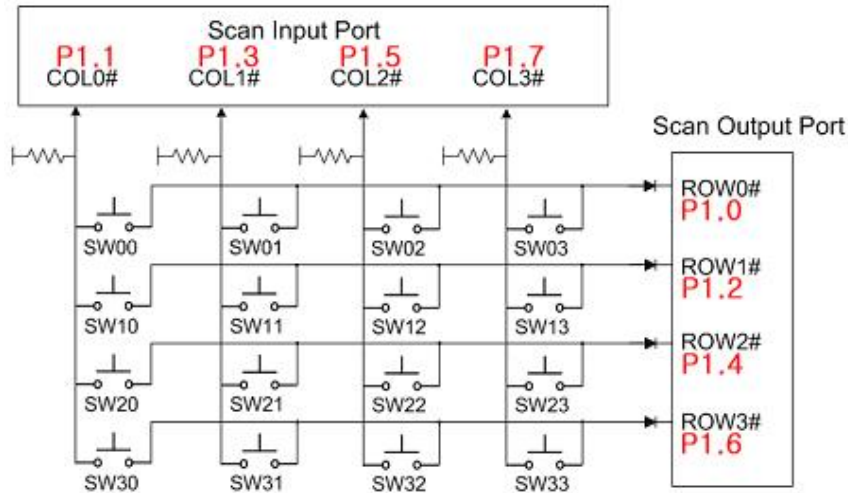 Scan Input Port
P1.1 P1.3 P1.5 P1.7
COL0# COL1# COL2# COL3#
Scan Output Port
ROW0#
P1.0
SW00 SW01 SW02 SW03
ROW1#
P1.2
SW10 SW11 SW12 SW13
ROW2#
P1.4
SW20 SW21 SW22 SW23
ROW3#
P1.6
SW30 SW31 SW32 SW33